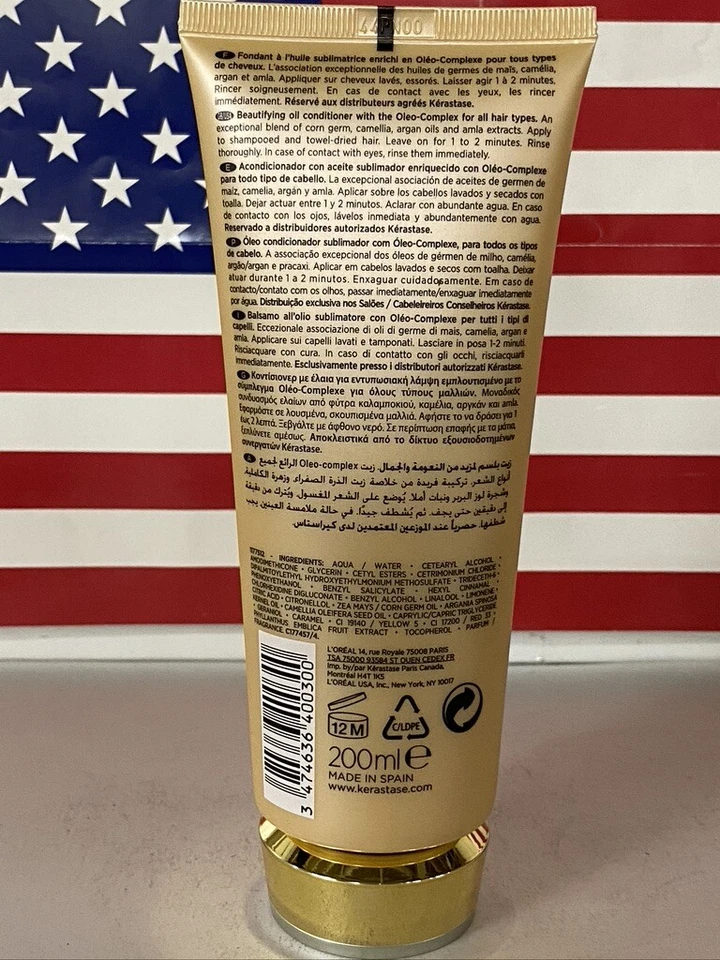 44PN00
F Fondant à l'huile sublimatrice enrichi en Oléo-Complexe pour tous types
de cheveux. L'association exceptionnelle des huiles de germes de maïs, camélia,
argan et amla. Appliquer sur cheveux lavés, essorés. Laisser agir 1 à 2 minutes.
Rincer soigneusement. En cas de contact avec les yeux, les rincer
immédiatement. Réservé aux distributeurs agréés Kérastase.
Beautifying oil conditioner with the Oleo-Complex for all hair types. An
exceptional blend of corn germ, camellia, argan oils and amla extracts. Apply
to shampooed and towel-dried hair. Leave on for 1 to 2 minutes. Rinse
thoroughly. In case of contact with eyes, rinse them immediately.
E Acondicionador con aceite sublimador enriquecido con Oléo-Complexe
para todo tipo de cabello. La excepcional asociación de aceites de germen de
maíz, camelia, argán y amla. Aplicar sobre los cabellos lavados y secados con
toalla. Dejar actuar entre 1 y 2 minutos. Aclarar con abundante agua. En caso
de contacto con los ojos, lávelos inmediata y abundantemente con agua.
Reservado a distribuidores autorizados Kérastase.
P Óleo condicionador sublimador com Óleo-Complexe, para todos os tipos
de cabelo. A associação excepcional dos óleos de gérmen de milho, camélia,
argão/argan e pracaxi. Aplicar em cabelos lavados e secos com toalha. Deixar
atuar durante 1 a 2 minutos. Enxaguar cuidadosamente. Em caso de
contacto/contato com os olhos, passar imediatamente/enxaguar imediatamente
por água. Distribuição exclusiva nos Salões / Cabeleireiros Conselheiros Kérastase.
I Balsamo all'olio sublimatore con Oléo-Complexe per tutti i tipi di
capelli. Eccezionale associazione di oli di germe di mais, camelia, argan e
amla. Applicare sui capelli lavati e tamponati. Lasciare in posa 1-2 minuti.
Risciacquare con cura. In caso di contatto con gli occhi, risciacquarli
immediatamente. Esclusivamente presso i distributori autorizzati Kérastase.
G Κοντίσιονερ με έλαια για εντυπωσιακή λάμψη εμπλουτισμένο με το
σύμπλεγμα Oléo-Complexe για όλους τύπους μαλλιών. Μοναδικός
συνδυασμός ελαίων από φύτρα καλαμποκιού, καμέλια, αργκάν και amla.
Εφαρμόστε σε λουσμένα, σκουπισμένα μαλλιά. Αφήστε το να δράσει για 1
έως 2 λεπτά. Ξεβγάλτε με άφθονο νερό. Σε περίπτωση επαφής με τα μάτια,
ξεπλύνετε αμέσως. Αποκλειστικά από το δίκτυο εξουσιοδοτημένων
συνεργατών Kérastase.
A زيت بلسم لمزيد من النعومة والجمال. زيت Oleo-complex الرائع لجميع
أنواع الشعر. تركيبة فريدة من خلاصة زيت الذرة الصفراء، وزهرة الكاميليا،
وشجرة لوز البربر ونبات أملا. يُوضع على الشعر المغسول. ويُترك من دقيقة
إلى دقيقتين حتى يجف. ثم يُشطف جيدًا. في حالة ملامسة العينين، يجب
شطفها. حصرياً عند الموزعين المعتمدين لدى كيراستاس.
INGREDIENTS: AQUA / WATER • CETEARYL ALCOHOL •
AMODIMETHICONE • GLYCERIN • CETYL ESTERS • CETRIMONIUM CHLORIDE •
DIPALMITOYLETHYL HYDROXYETHYLMONIUM METHOSULFATE • TRIDECETH-6 •
PHENOXYETHANOL • BENZYL SALICYLATE • HEXYL CINNAMAL •
CHLORHEXIDINE DIGLUCONATE • BENZYL ALCOHOL • LINALOOL • LIMONENE •
CITRIC ACID • CITRONELLOL • ZEA MAYS / CORN GERM OIL • ARGANIA SPINOSA
KERNEL OIL • CAMELLIA OLEIFERA SEED OIL • CAPRYLIC/CAPRIC TRIGLYCERIDE
• GERANIOL • CARAMEL • CI 19140 / YELLOW 5 • CI 17200 / RED 33 •
PHYLLANTHUS EMBLICA FRUIT EXTRACT • TOCOPHEROL • PARFUM /
FRAGRANCE C177457/4.
L'ORÉAL 14, rue Royale 75008 PARIS
TSA 75000 93584 ST OUEN CEDEX FR
Imp. by/par Kérastase Paris Canada,
Montréal H4T 1K5
L'ORÉAL USA, Inc., New York, NY 10017
3 474636 400300
12 M
C/LDPE
200ml e
MADE IN SPAIN
www.kerastase.com